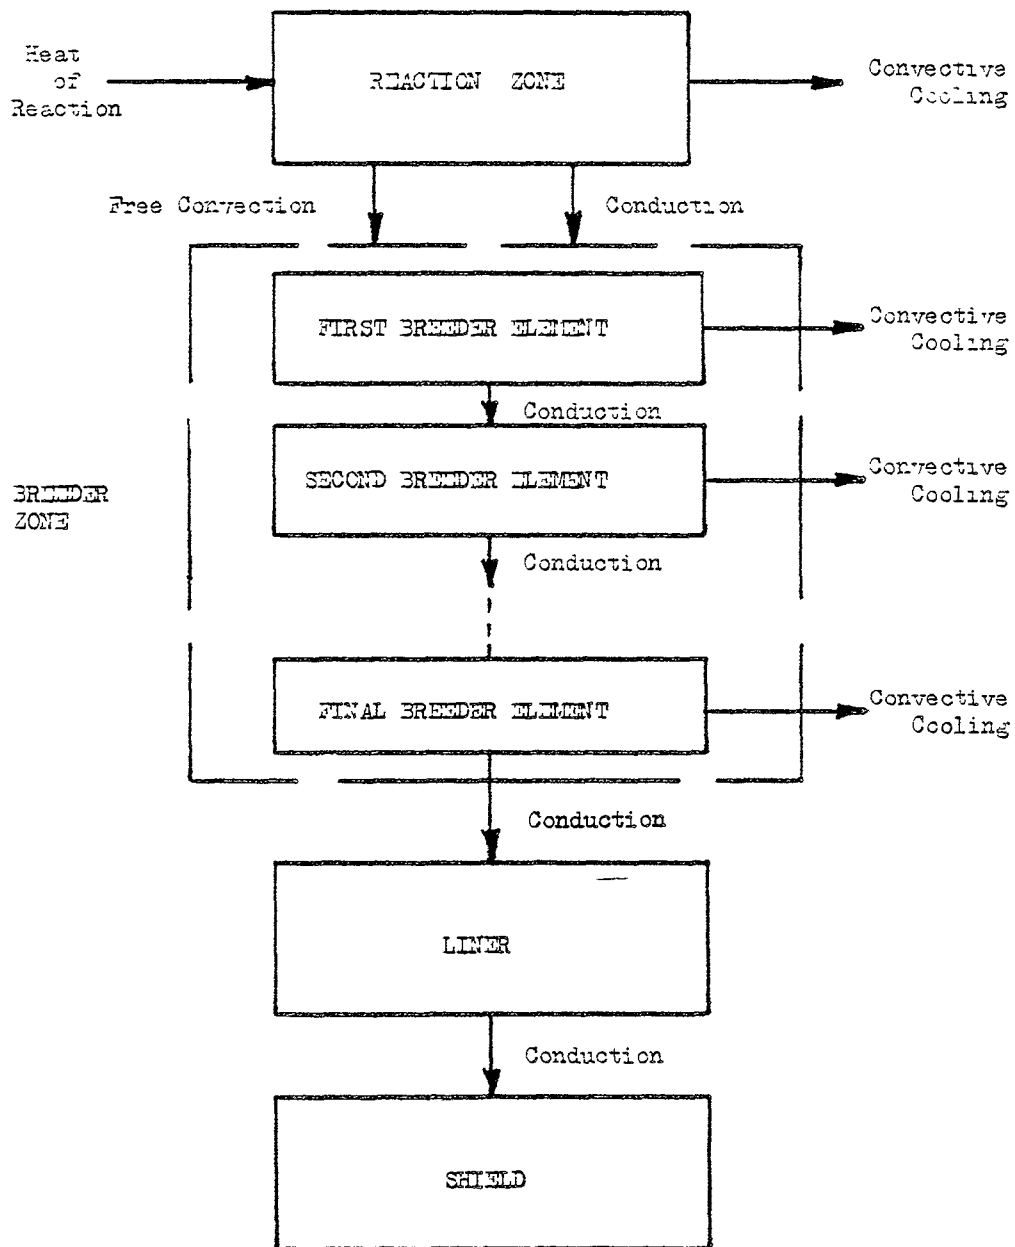 Heat
of
Reaction
REACTION ZONE
Convective
Cooling
Free Convection
Conduction
FIRST BREEDER ELEMENT
Convective
Cooling
Conduction
SECOND BREEDER ELEMENT
Convective
Cooling
BREEDER
ZONE
Conduction
FINAL BREEDER ELEMENT
Convective
Cooling
Conduction
LINER
Conduction
SHIELD